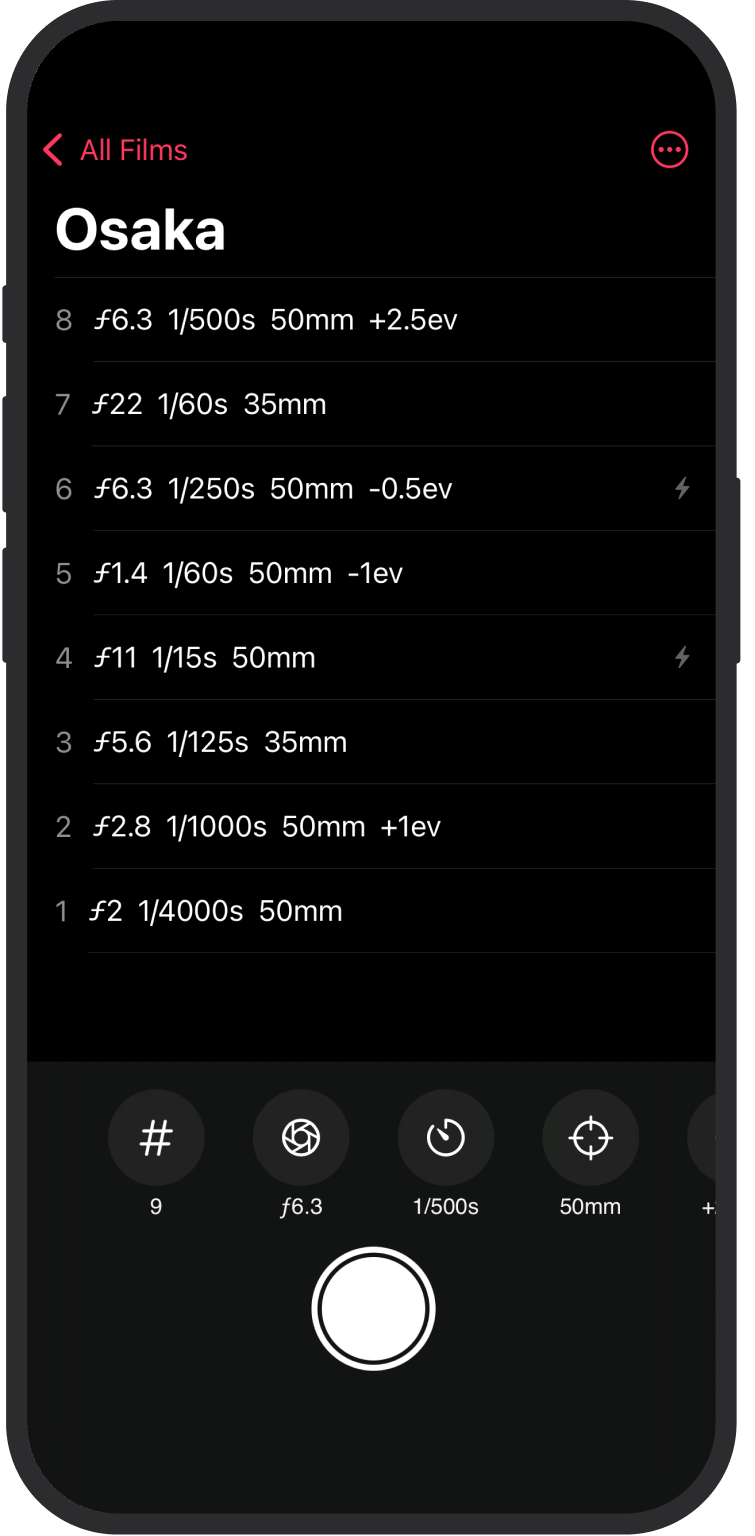 All Films
Osaka
8 ƒ6.3 1/500s 50mm +2.5ev
7 ƒ22 1/60s 35mm
6 ƒ6.3 1/250s 50mm -0.5ev
5 ƒ1.4 1/60s 50mm -1ev
4 ƒ11 1/15s 50mm
3 ƒ5.6 1/125s 35mm
2 ƒ2.8 1/1000s 50mm +1ev
1 ƒ2 1/4000s 50mm
#
9 ƒ6.3 1/500s 50mm